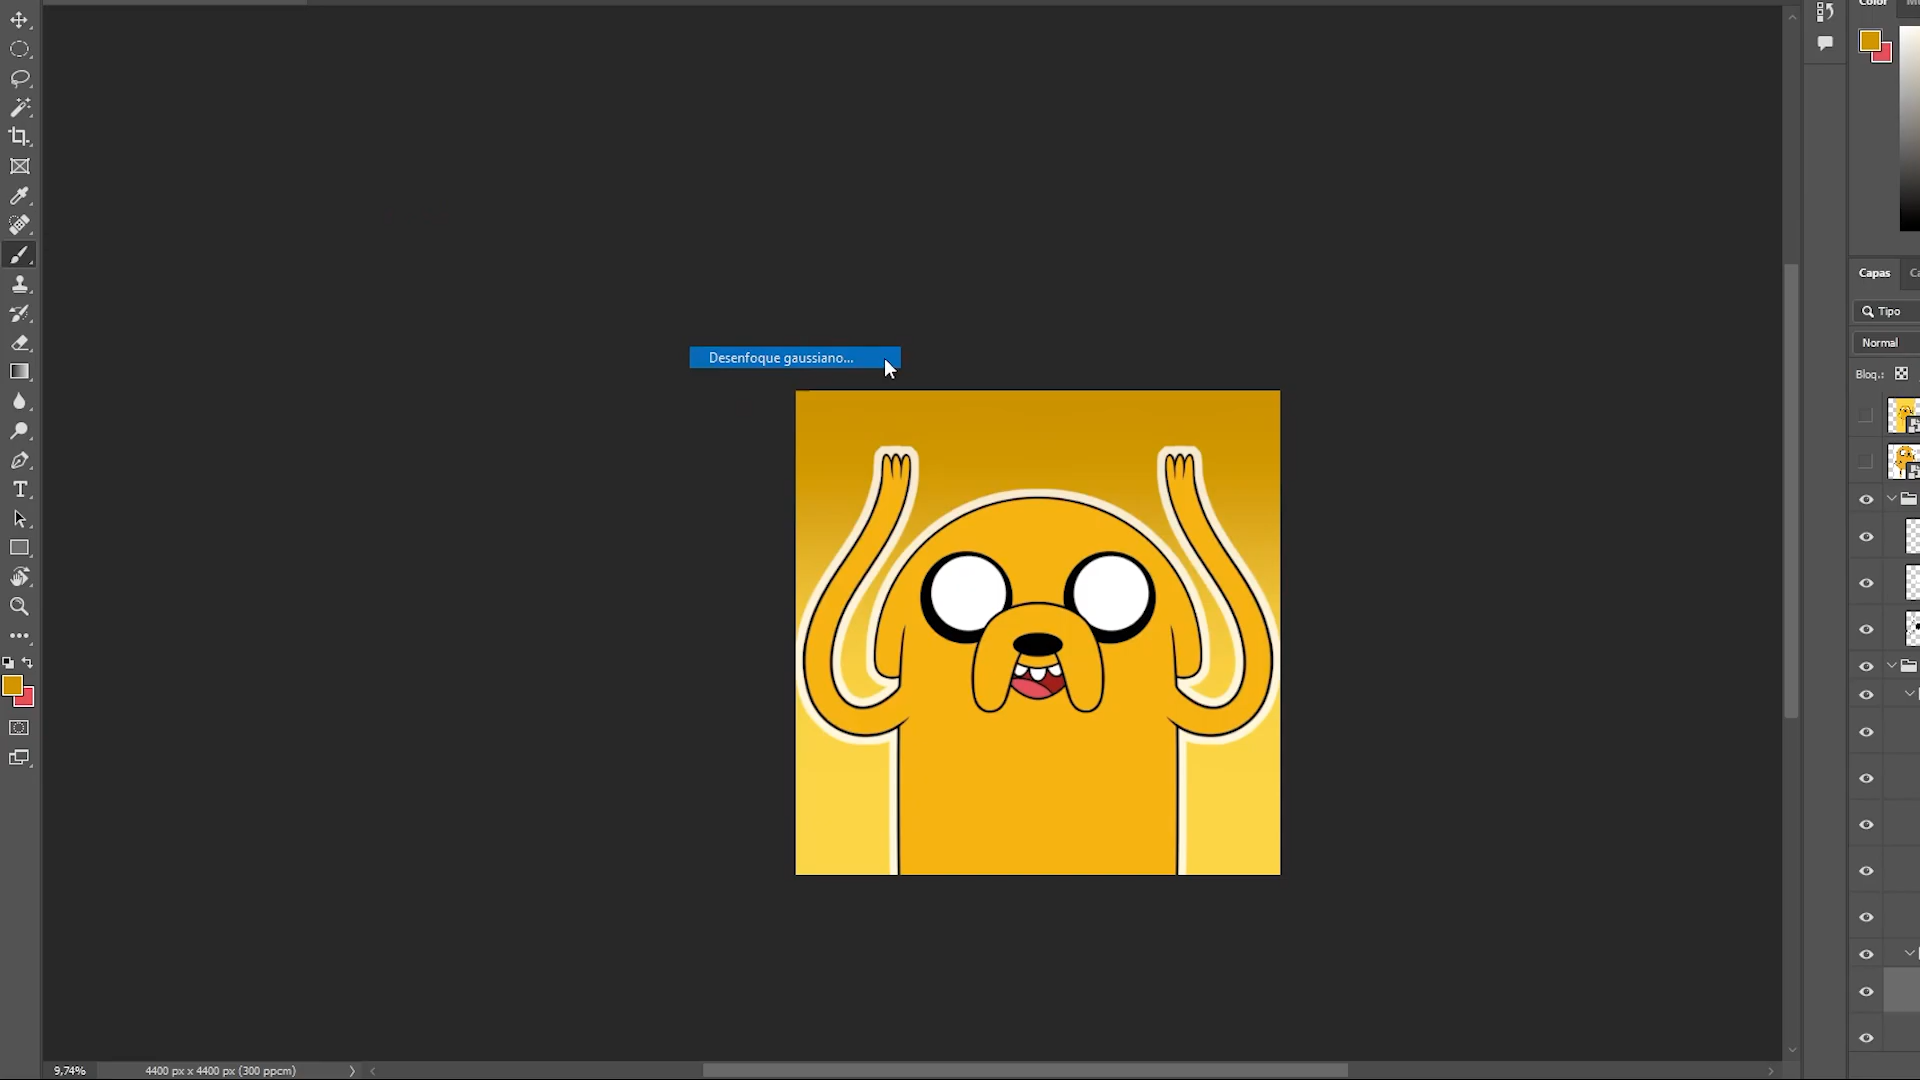 Color
Desenfoque gaussiano...
Capas
Tipo
Normal
Bloq.:
9,74%
4400 px x 4400 px (300 ppcm)